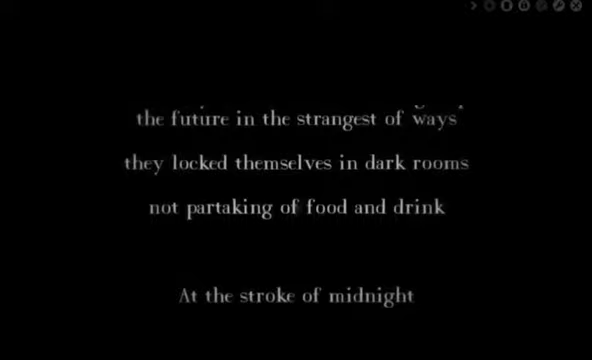 the future in the strangest of ways
they locked themselves in dark rooms
not partaking of food and drink
At the stroke of midnight